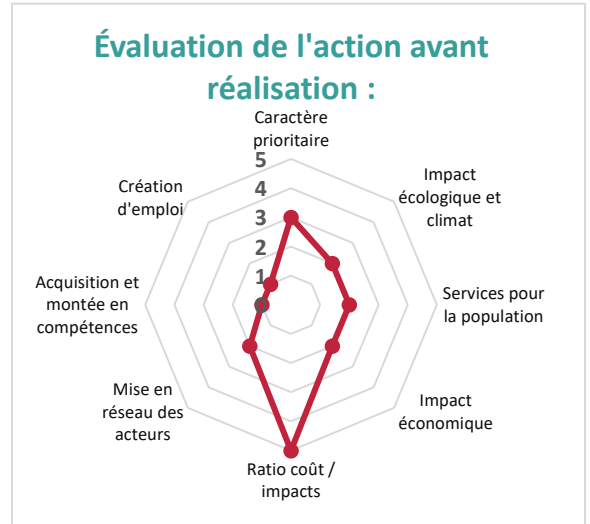 Évaluation de l'action avant
réalisation :
Caractère
prioritaire
5
4
3
2
1
0
Impact
écologique et
climat
Services pour
la population
Impact
économique
Ratio coût /
impacts
Mise en
réseau des
acteurs
Acquisition et
montée en
compétences
Création
d'emploi